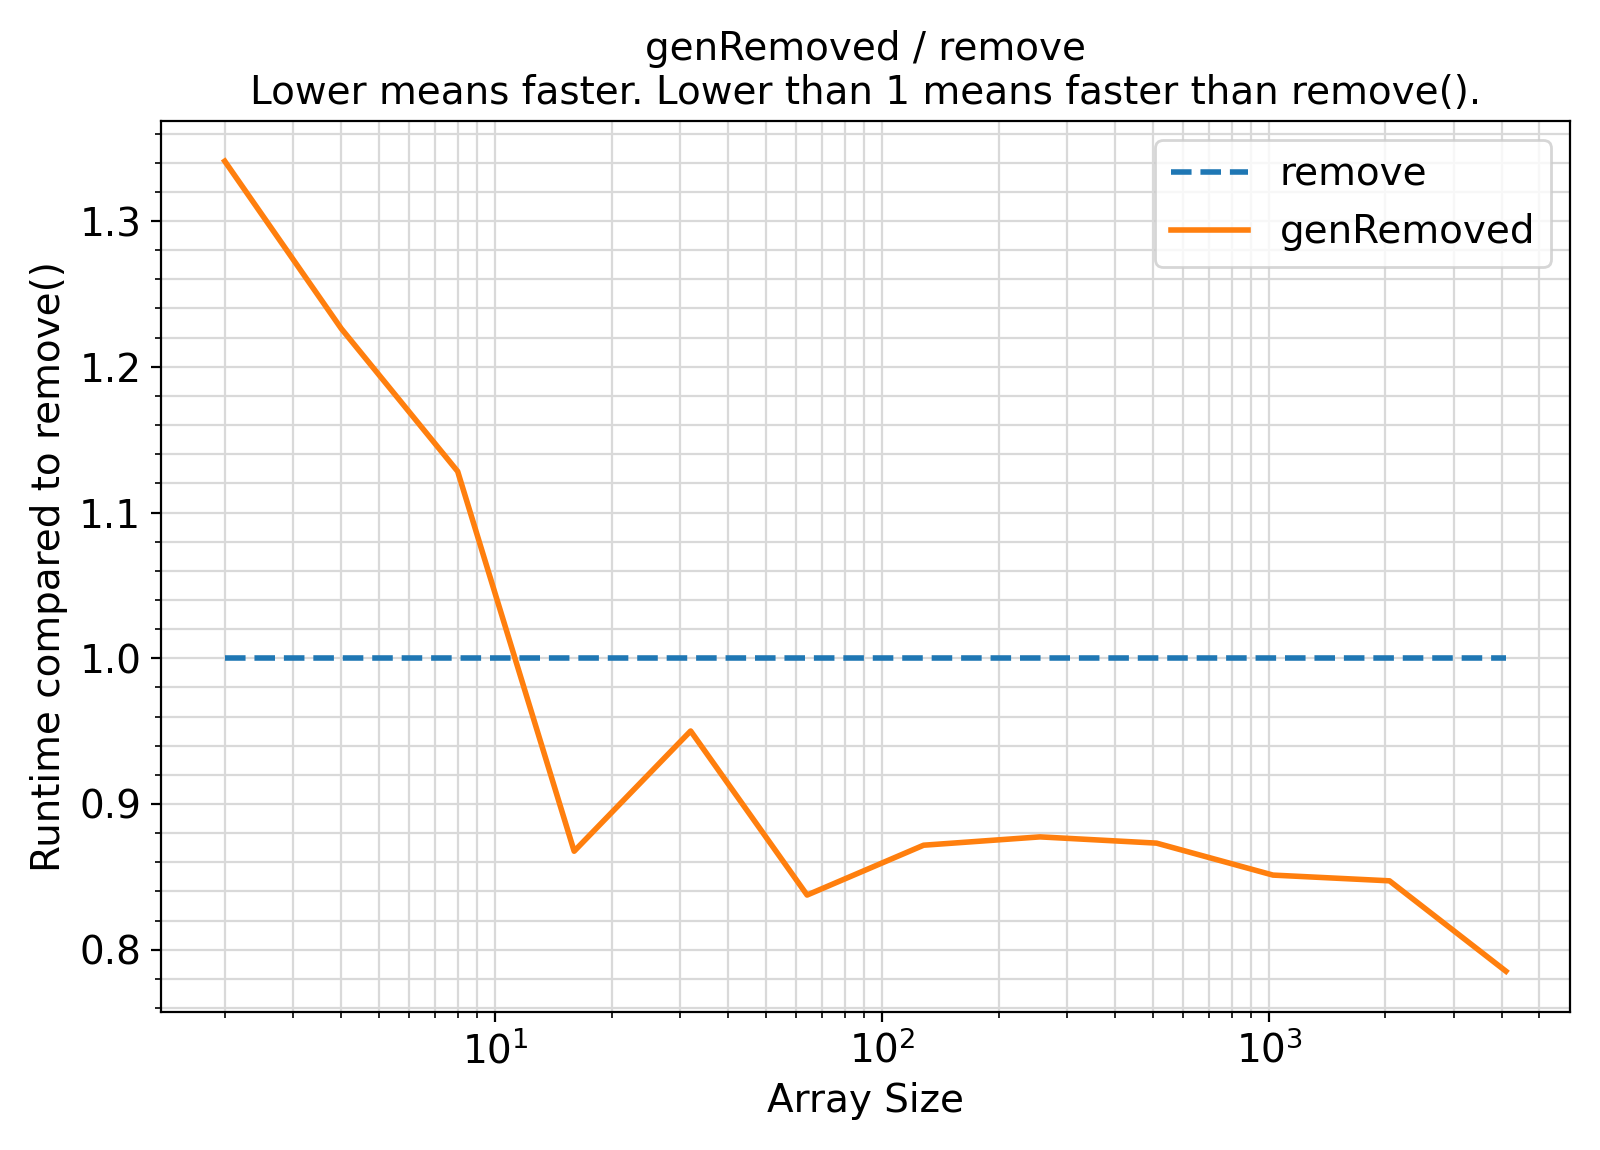 genRemoved / remove
Lower means faster. Lower than 1 means faster than remove().
remove
genRemoved
Runtime compared to remove()
1.3
1.2
1.1
1.0
0.9
0.8
10¹
10²
10³
Array Size